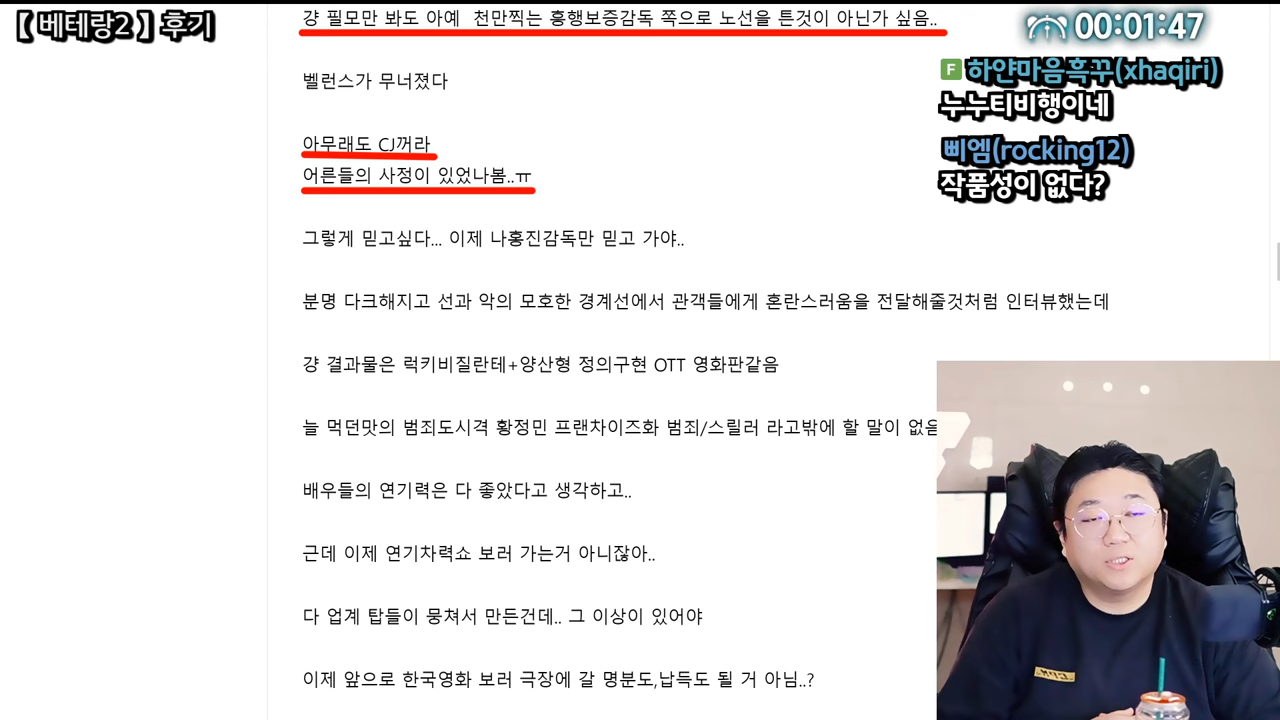 【 베테랑2 】 후기
걍 필모만 봐도 아예 천만찍는 흥행보증감독 쪽으로 노선을 튼것이 아닌가 싶음..
00:01:47
벨런스가 무너졌다
F 하얀마음흑꾸(xhaqiri)
누누티비행이네
아무래도 CJ꺼라
삐엠(rocking12)
어른들의 사정이 있었나봄..ㅠ
작품성이 없다?
그렇게 믿고싶다... 이제 나홍진감독만 믿고 가야..
분명 다크해지고 선과 악의 모호한 경계선에서 관객들에게 혼란스러움을 전달해줄것처럼 인터뷰했는데
걍 결과물은 럭키비질란테+양산형 정의구현 OTT 영화판같음
늘 먹던맛의 범죄도시격 황정민 프랜차이즈화 범죄/스릴러 라고밖에 할 말이 없음
배우들의 연기력은 다 좋았다고 생각하고..
근데 이제 연기차력쇼 보러 가는거 아니잖아..
다 업계 탑들이 뭉쳐서 만든건데.. 그 이상이 있어야
이제 앞으로 한국영화 보러 극장에 갈 명분도,납득도 될 거 아님..?